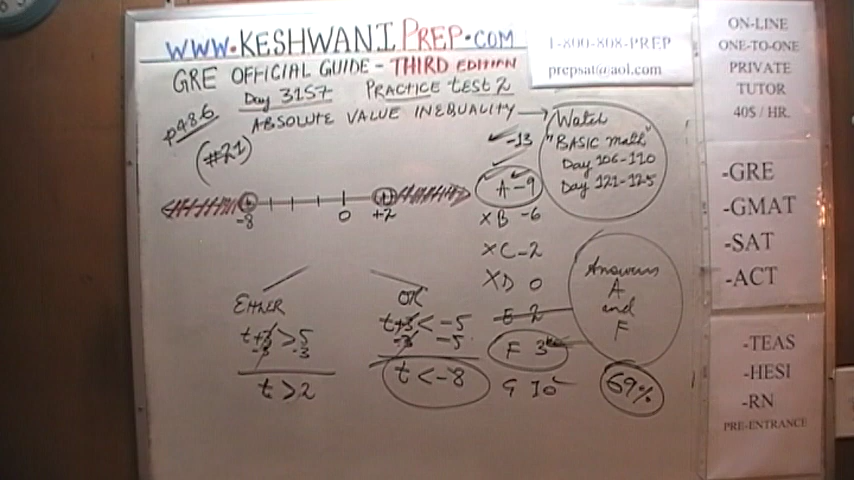 WWW.KESHWANIPREP.COM
1-800-808-PREP
prepsat@aol.com
GRE OFFICIAL GUIDE - THIRD EDITION
Day 3157 PRACTICE TEST 2
p486 ABSOLUTE VALUE INEQUALITY →
(#21)
Watch
"BASIC math"
Day 106-110
Day 121-125
-8 0 +2
EITHER
t+3>5
-3 -3
t>2
OR
t+3<-5
-3 -5
t<-8
✓-13
A -9
X B -6
X C -2
X D 0
E 2
F 3
G 10
Answers
A
and
F
69%
ON-LINE
ONE-TO-ONE
PRIVATE
TUTOR
40$ / HR.
-GRE
-GMAT
-SAT
-ACT
-TEAS
-HESI
-RN
PRE-ENTRANCE